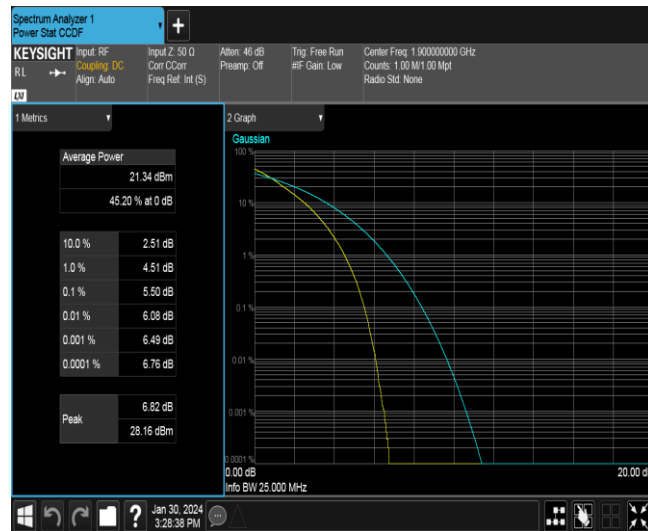 Spectrum Analyzer 1
Power Stat CCDF
+
KEYSIGHT
RL
LXI
Input: RF
Coupling: DC
Align: Auto
Input Z: 50 Ω
Corr CCorr
Freq Ref: Int (S)
Atten: 46 dB
Preamp: Off
Trig: Free Run
#IF Gain: Low
Center Freq: 1.900000000 GHz
Counts: 1.00 M/1.00 Mpt
Radio Std: None
1 Metrics
Average Power
21.34 dBm
45.20 % at 0 dB
10.0 % 2.51 dB
1.0 % 4.51 dB
0.1 % 5.50 dB
0.01 % 6.08 dB
0.001 % 6.49 dB
0.0001 % 6.76 dB
Peak
6.82 dB
28.16 dBm
2 Graph
Gaussian
100 %
10 %
1 %
0.1 %
0.01 %
0.001 %
0.0001 %
0.00 dB
20.00 d
Info BW 25.000 MHz
?
Jan 30, 2024
3:28:38 PM